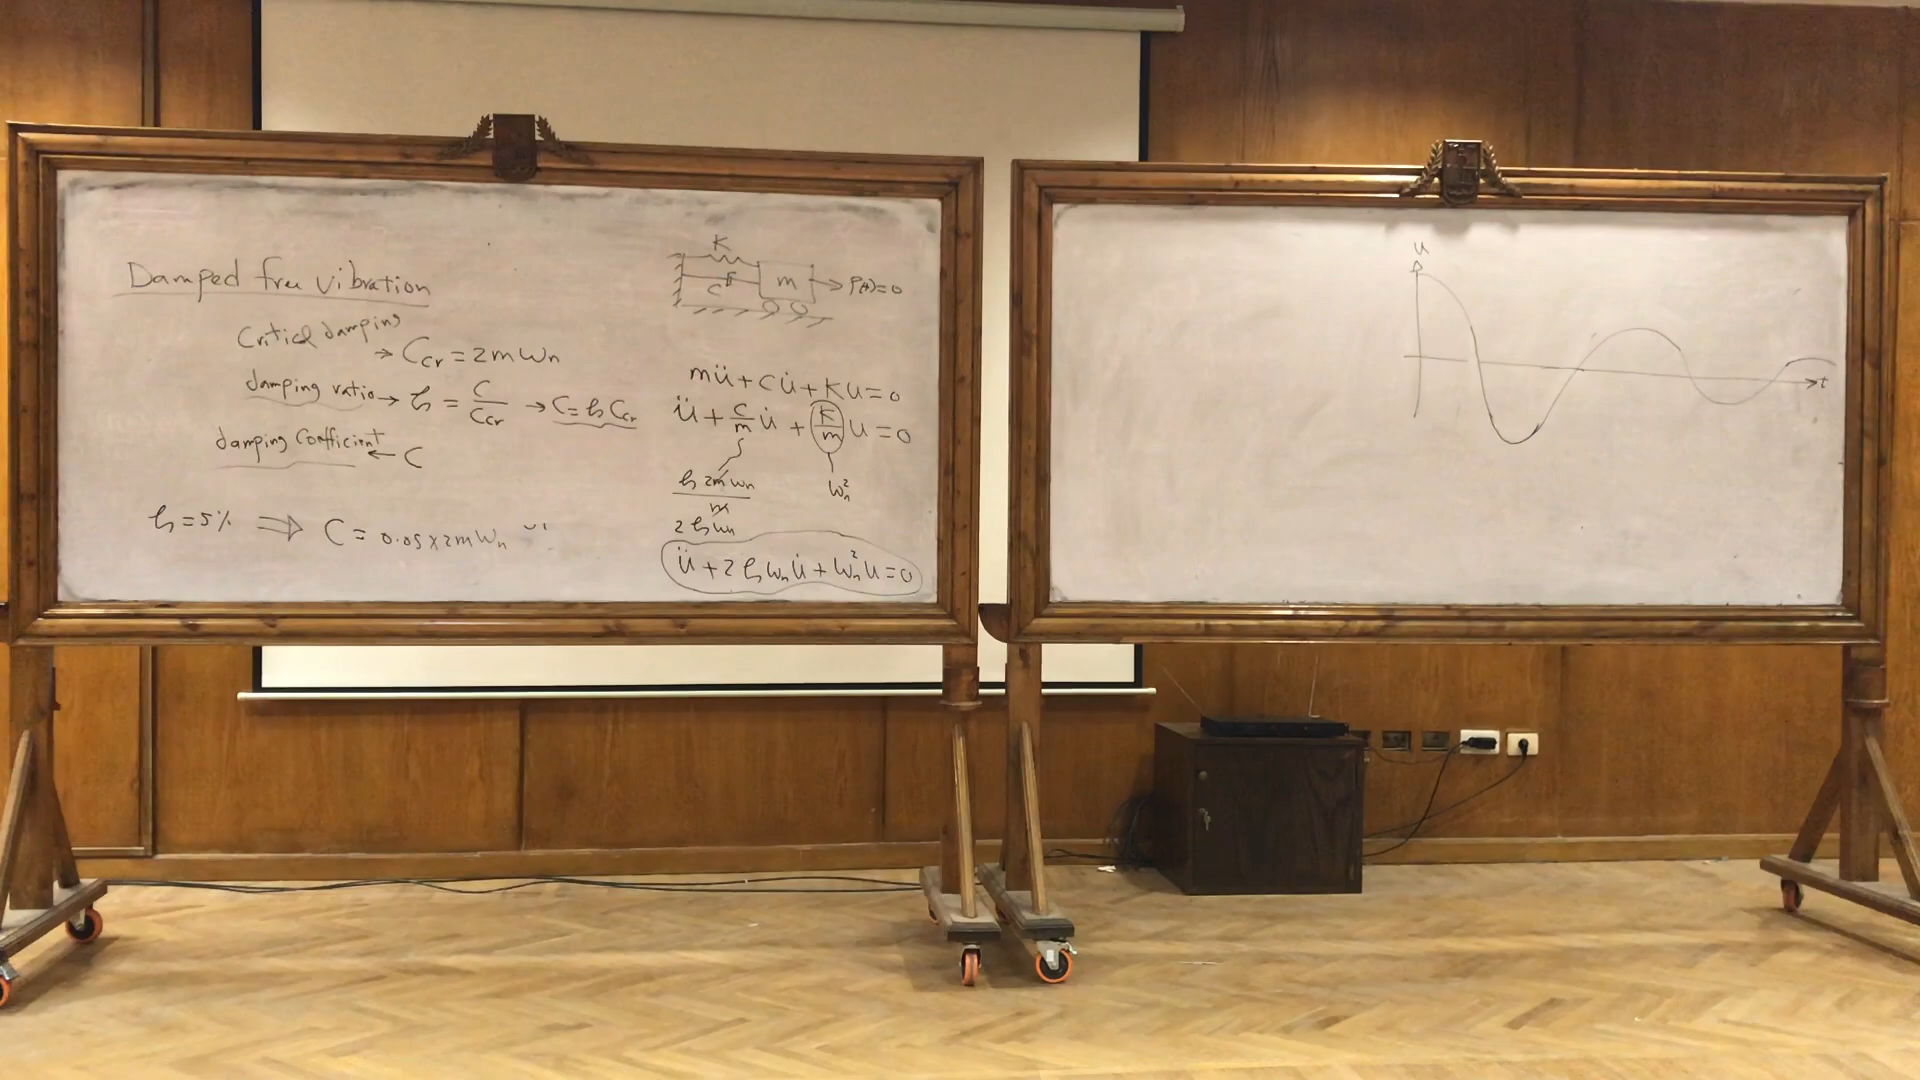 Damped free vibration
Critical damping
⇒ Ccr = 2mωn
damping ratio → ξ = C/Ccr → C = ξ Ccr
damping Coefficient ← C
ξ = 5% ⇒ C = 0.05 x 2mωn
K
C
m
→ P(t) = 0
mü + Cu̇ + Ku = 0
ü + C/m u̇ + K/m u = 0
ξ 2mωn / m
ωn²
2ξωn
ü + 2ξωn u̇ + ωn² u = 0
u
t